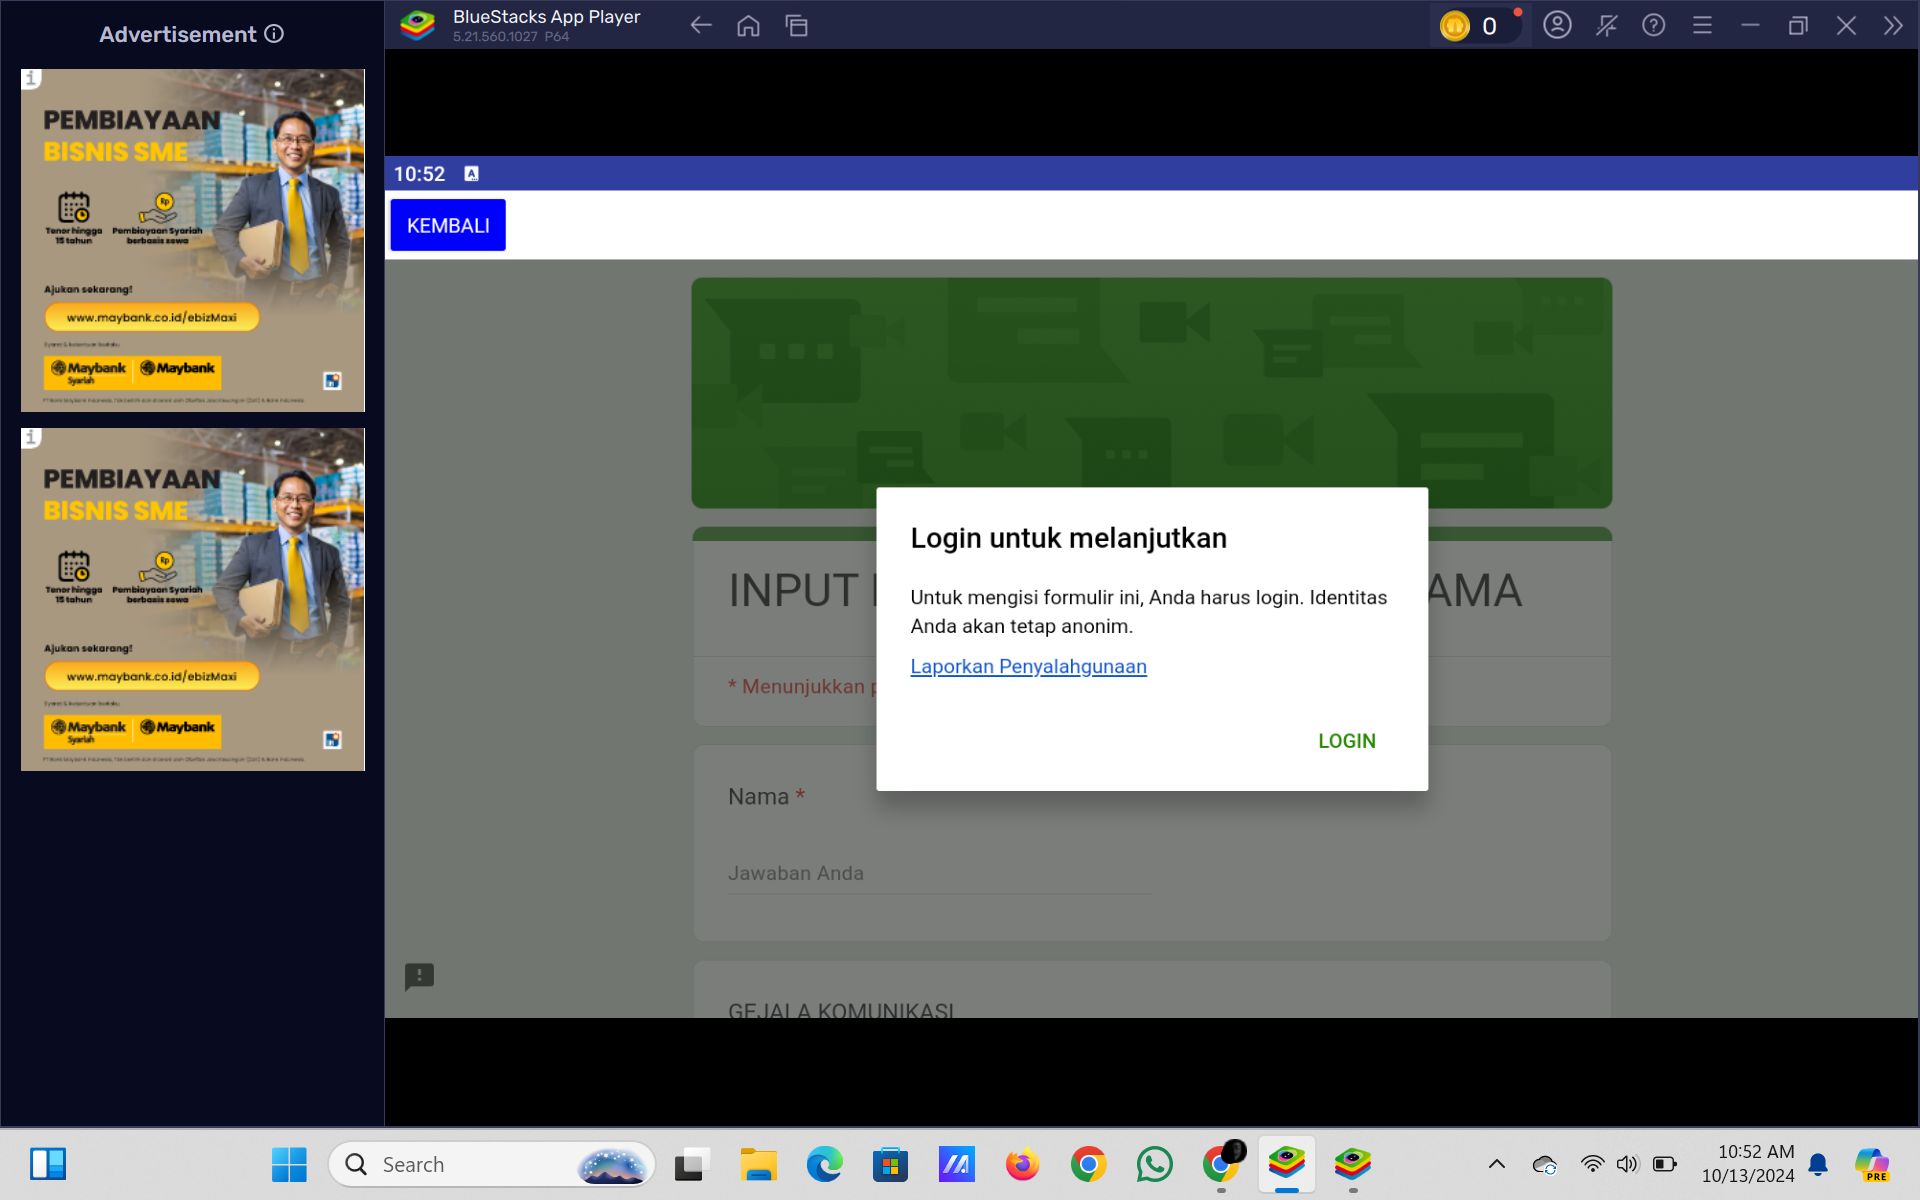 Advertisement
PEMBIAYAAN
BISNIS SME
Tenor hingga
15 tahun
Pembiayaan Syariah
berbasis sewa
Ajukan sekarang!
www.maybank.co.id/ebizMaxi
Maybank
Syariah
Maybank
PEMBIAYAAN
BISNIS SME
Tenor hingga
15 tahun
Pembiayaan Syariah
berbasis sewa
Ajukan sekarang!
www.maybank.co.id/ebizMaxi
Maybank
Syariah
Maybank
BlueStacks App Player
5.21.560.1027 P64
0
10:52
KEMBALI
INPUT
AMA
* Menunjukkan p
Login untuk melanjutkan
Untuk mengisi formulir ini, Anda harus login. Identitas
Anda akan tetap anonim.
Laporkan Penyalahgunaan
LOGIN
Nama *
Jawaban Anda
GEJALA KOMUNIKASI
Search
10:52 AM
10/13/2024
PRE